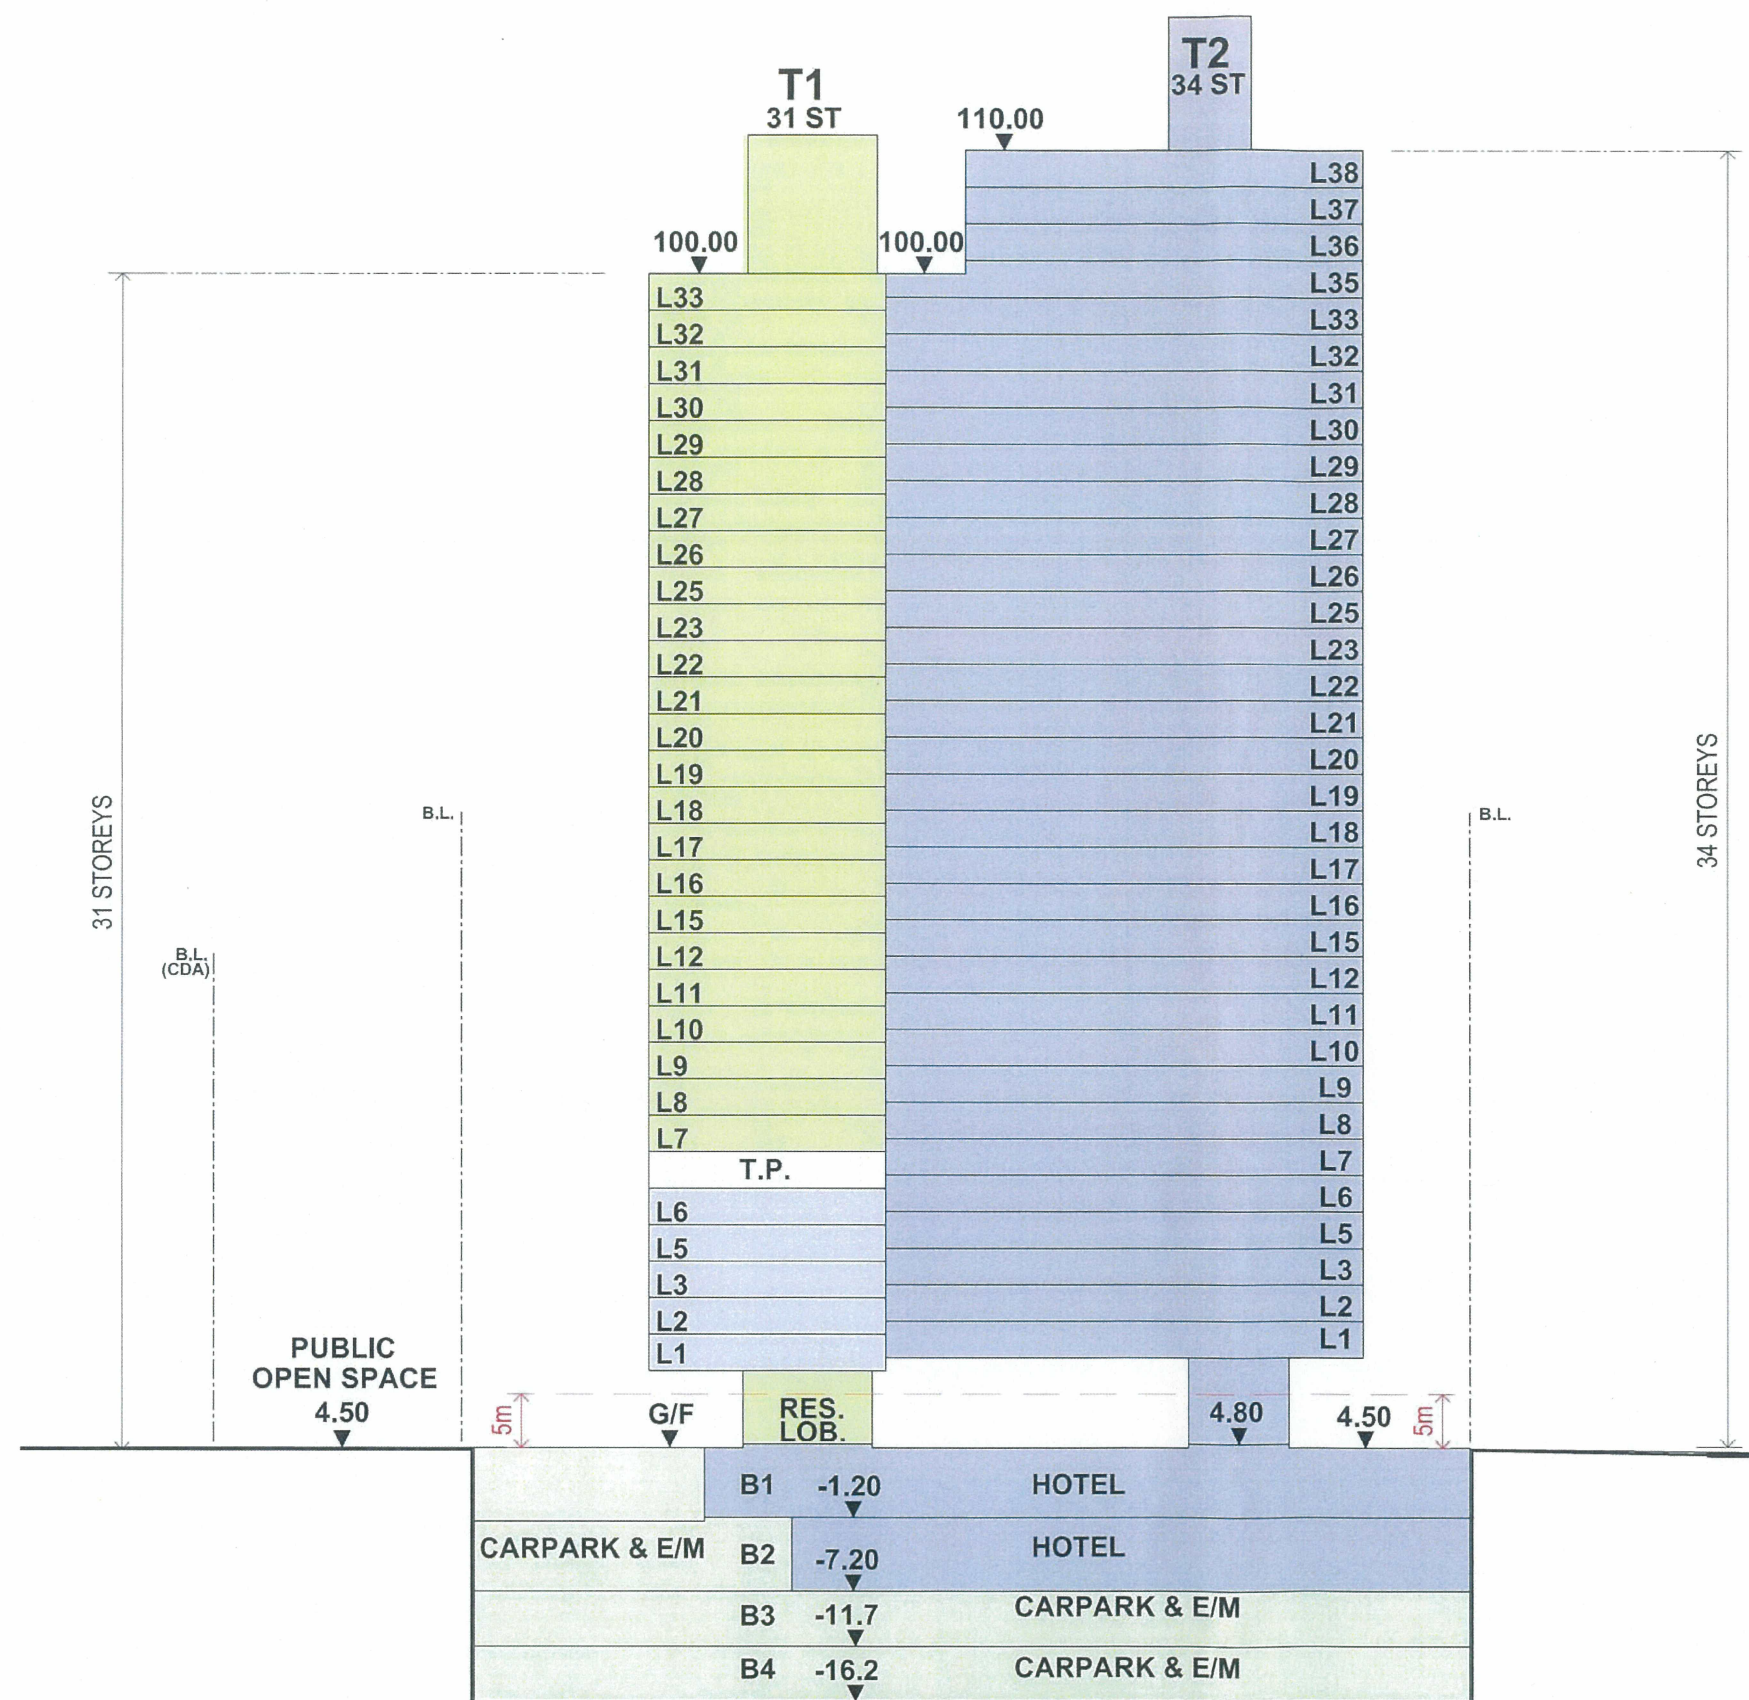 T2
34 ST
T1
31 ST
110.00
100.00
100.00
L38
L37
L36
L35
L33
L32
L31
L30
L29
L28
L27
L26
L25
L23
L22
L21
L20
L19
L18
L17
L16
L15
L12
L11
L10
L9
L8
L7
L6
L5
L3
L2
L1
L33
L32
L31
L30
L29
L28
L27
L26
L25
L23
L22
L21
L20
L19
L18
L17
L16
L15
L12
L11
L10
L9
L8
L7
T.P.
L6
L5
L3
L2
L1
31 STOREYS
34 STOREYS
B.L.
B.L.
B.L.
(CDA)
PUBLIC
OPEN SPACE
4.50
5m
G/F
RES.
LOB.
4.80
4.50
5m
B1 -1.20 HOTEL
CARPARK & E/M B2 -7.20 HOTEL
B3 -11.7 CARPARK & E/M
B4 -16.2 CARPARK & E/M